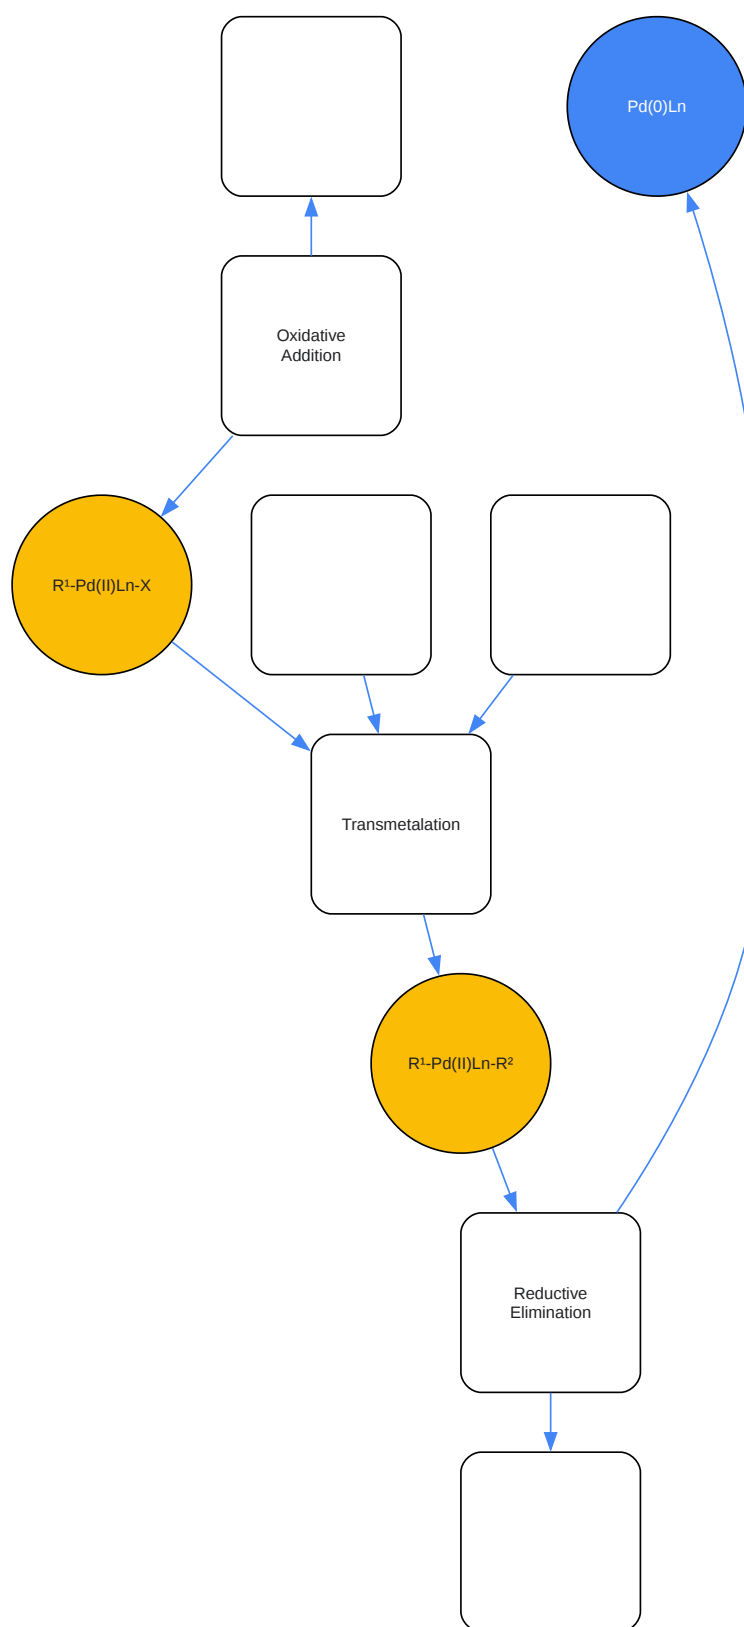 Pd(0)Ln
Oxidative
Addition
R¹-Pd(II)Ln-X
Transmetalation
R¹-Pd(II)Ln-R²
Reductive
Elimination